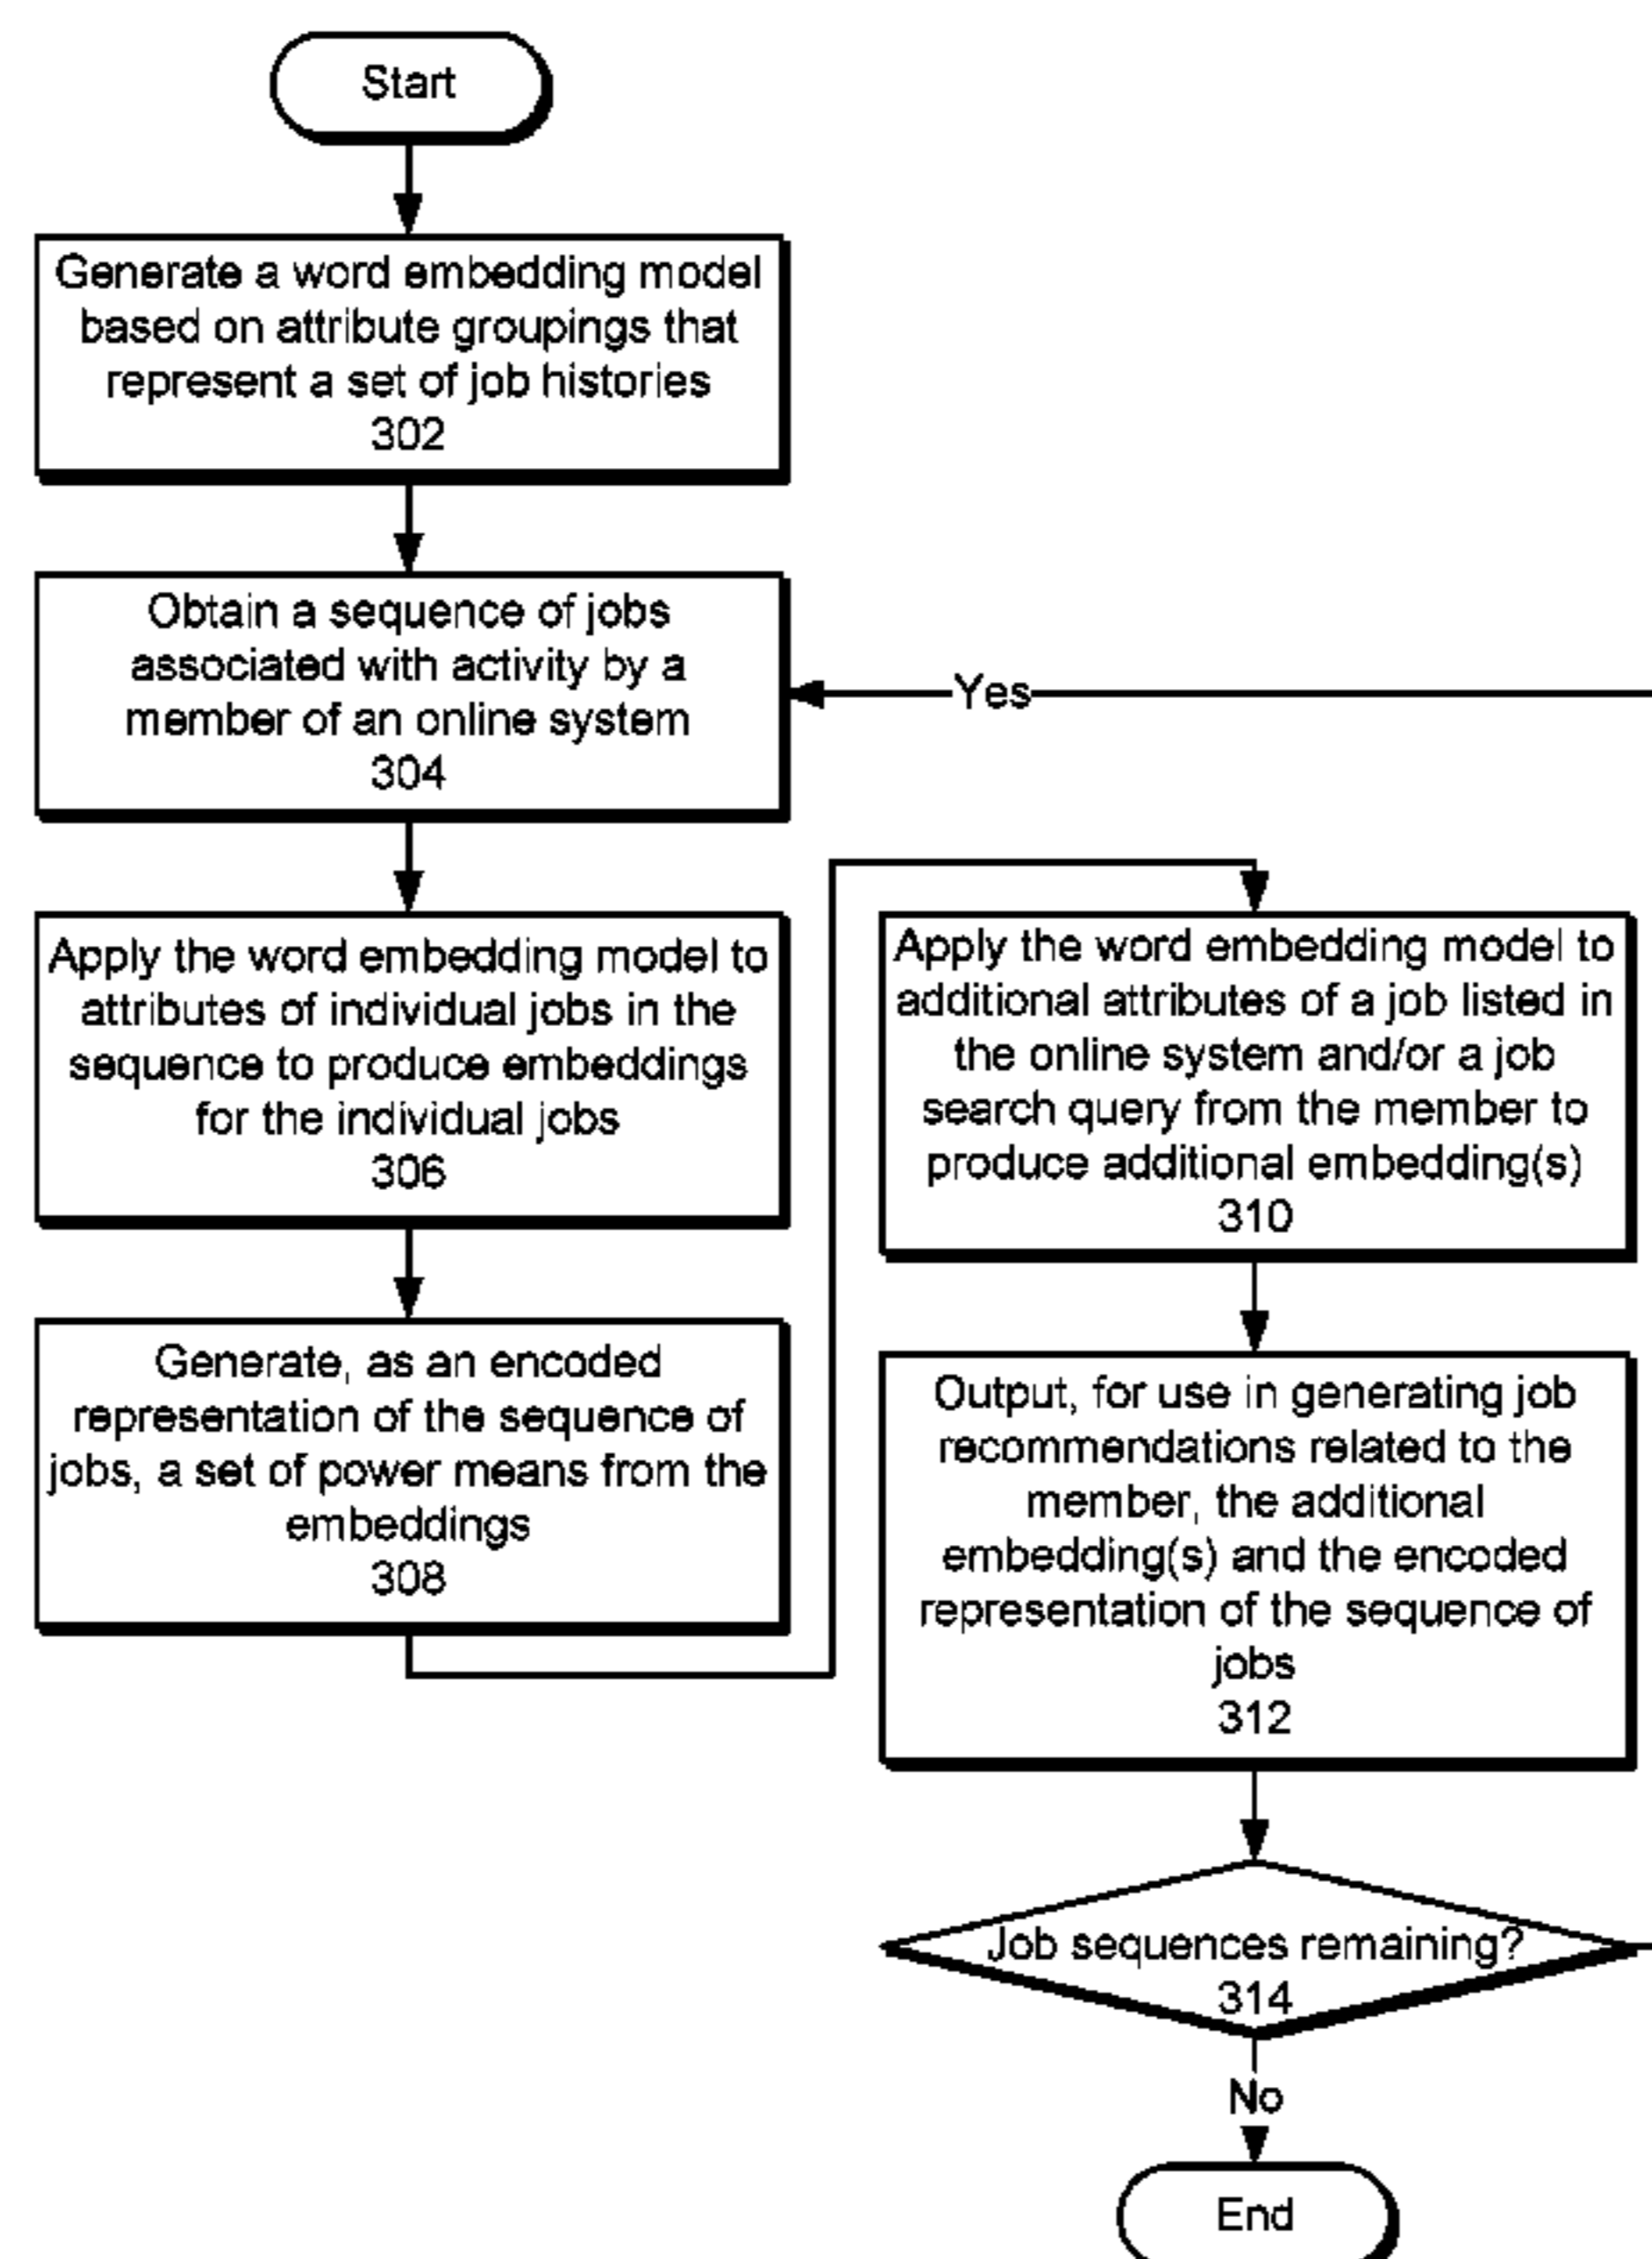 Start
Generate a word embedding model
based on attribute groupings that
represent a set of job histories
302
Obtain a sequence of jobs
associated with activity by a
member of an online system
304
Yes
Apply the word embedding model to
attributes of individual jobs in the
sequence to produce embeddings
for the individual jobs
306
Generate, as an encoded
representation of the sequence of
jobs, a set of power means from the
embeddings
308
Apply the word embedding model to
additional attributes of a job listed in
the online system and/or a job
search query from the member to
produce additional embedding(s)
310
Output, for use in generating job
recommendations related to the
member, the additional
embedding(s) and the encoded
representation of the sequence of
jobs
312
Job sequences remaining?
314
No
End